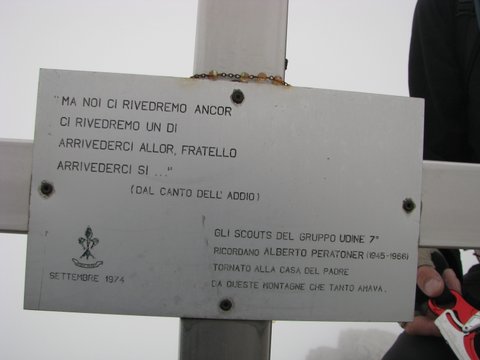 "MA NOI CI RIVEDREMO ANCOR
CI RIVEDREMO UN DI
ARRIVEDERCI ALLOR, FRATELLO
ARRIVEDERCI SI ..."
(DAL CANTO DELL' ADDIO)
GLI SCOUTS DEL GRUPPO UDINE 7°
RICORDANO ALBERTO PERATONER (1945-1966)
TORNATO ALLA CASA DEL PADRE
DA QUESTE MONTAGNE CHE TANTO AMAVA.
SETTEMBRE 1974